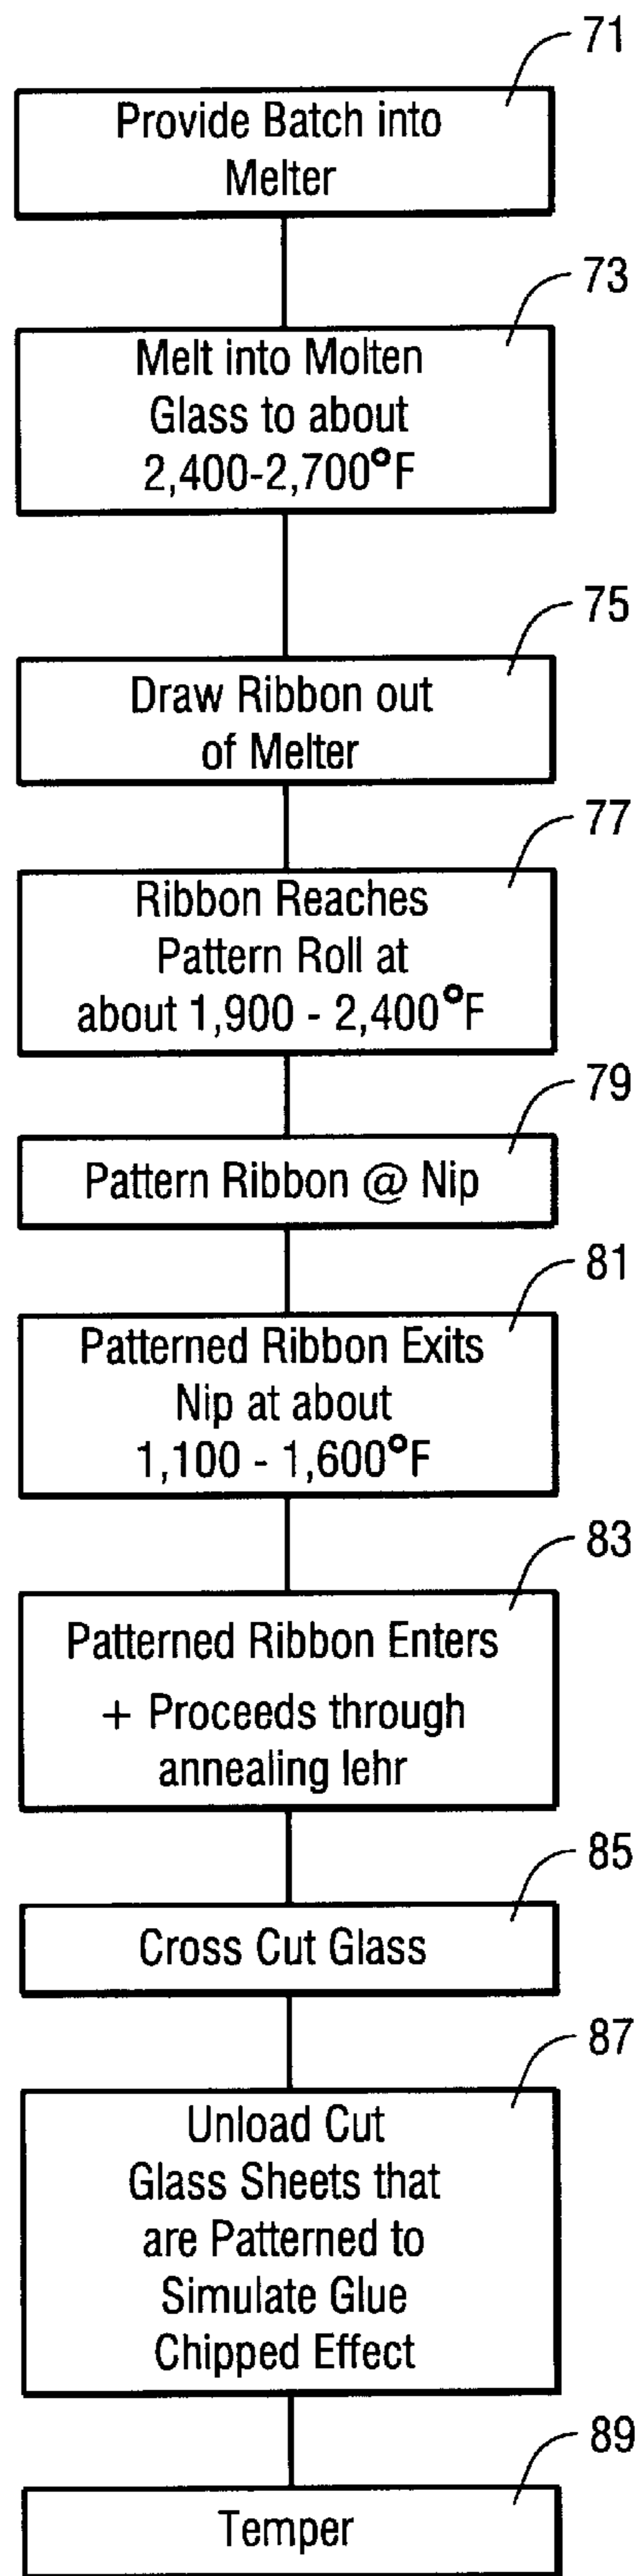 71
Provide Batch into
Melter
73
Melt into Molten
Glass to about
2,400-2,700°F
75
Draw Ribbon out
of Melter
77
Ribbon Reaches
Pattern Roll at
about 1,900 - 2,400°F
79
Pattern Ribbon @ Nip
81
Patterned Ribbon Exits
Nip at about
1,100 - 1,600°F
83
Patterned Ribbon Enters
+ Proceeds through
annealing lehr
85
Cross Cut Glass
87
Unload Cut
Glass Sheets that
are Patterned to
Simulate Glue
Chipped Effect
89
Temper